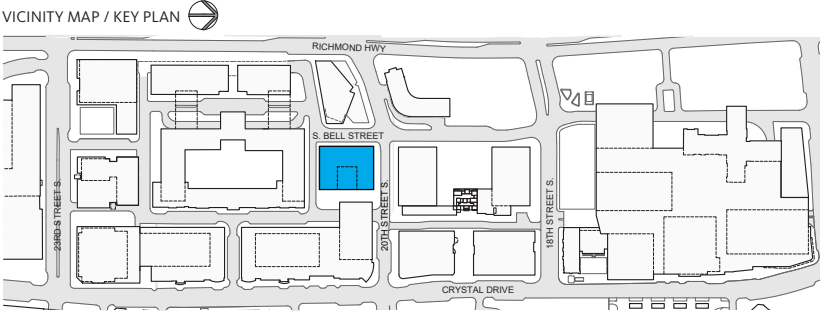 VICINITY MAP / KEY PLAN
RICHMOND HWY
S. BELL STREET
23RD STREET S.
20TH STREET S.
18TH STREET S.
CRYSTAL DRIVE